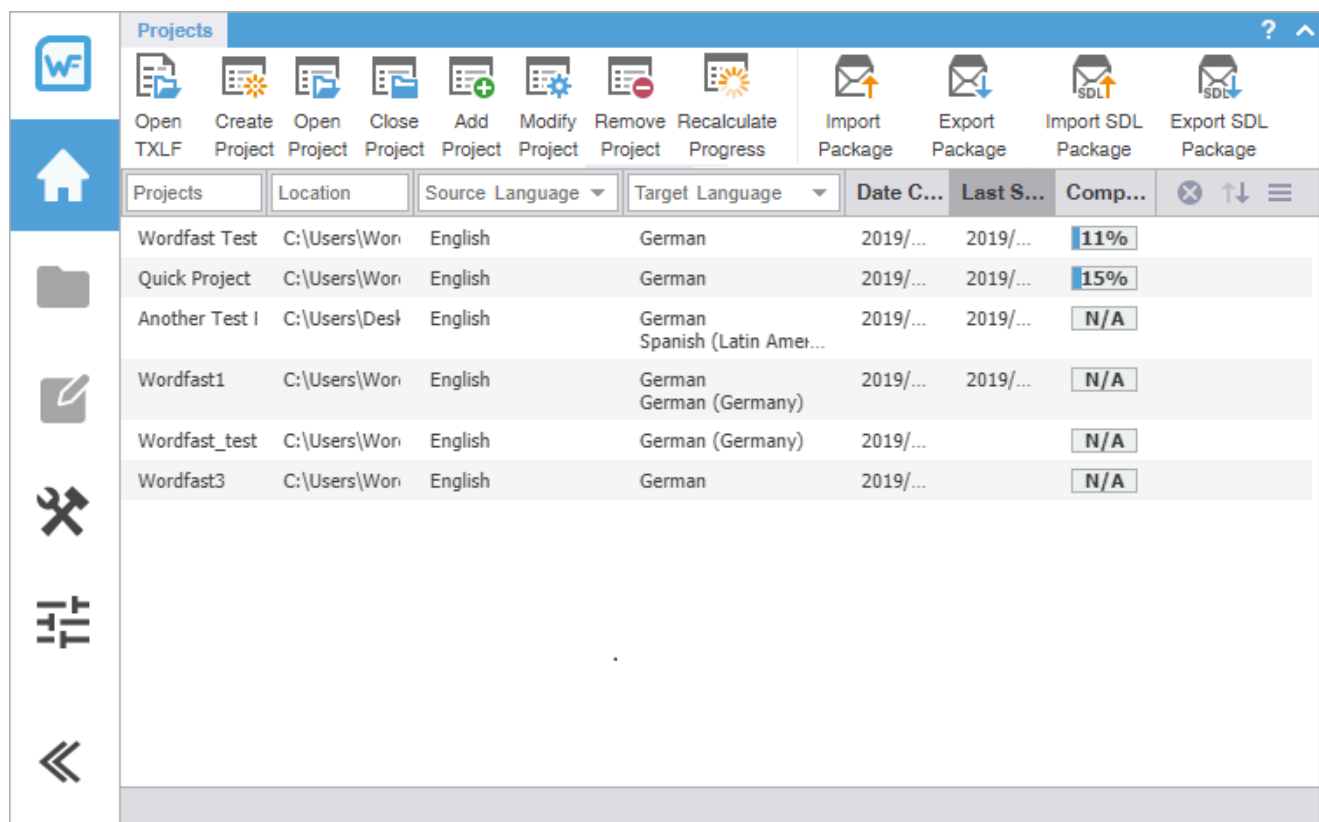 Projects ?
WF
Open Create Open Close Add Modify Remove Recalculate Import Export Import SDL Export SDL
TXLF Project Project Project Project Project Project Progress Package Package Package Package
Projects Location Source Language Target Language Date C... Last S... Comp...
Wordfast Test C:\Users\Wor English German 2019/... 2019/... 11%
Quick Project C:\Users\Wor English German 2019/... 2019/... 15%
Another Test C:\Users\Desk English German 2019/... 2019/... N/A
Spanish (Latin Amer...
Wordfast1 C:\Users\Wor English German 2019/... 2019/... N/A
German (Germany)
Wordfast_test C:\Users\Wor English German (Germany) 2019/... N/A
Wordfast3 C:\Users\Wor English German 2019/... N/A